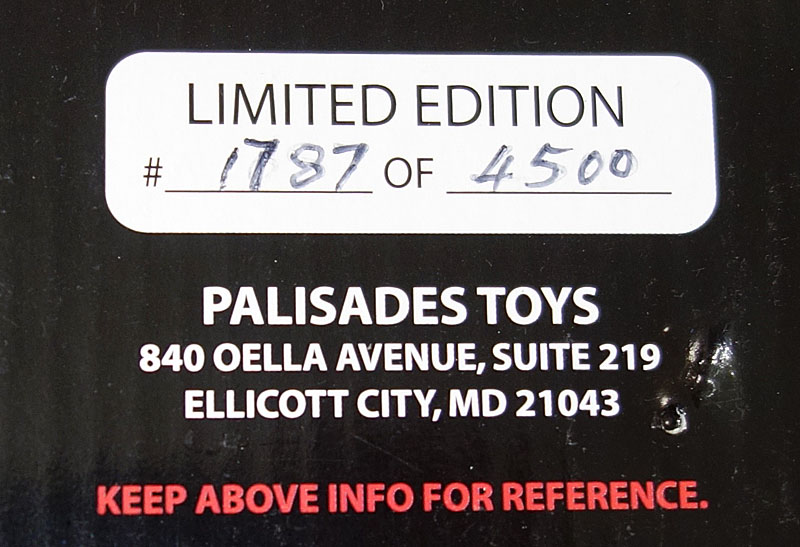 LIMITED EDITION
# 1787 OF 4500
PALISADES TOYS
840 OELLA AVENUE, SUITE 219
ELLICOTT CITY, MD 21043
KEEP ABOVE INFO FOR REFERENCE.